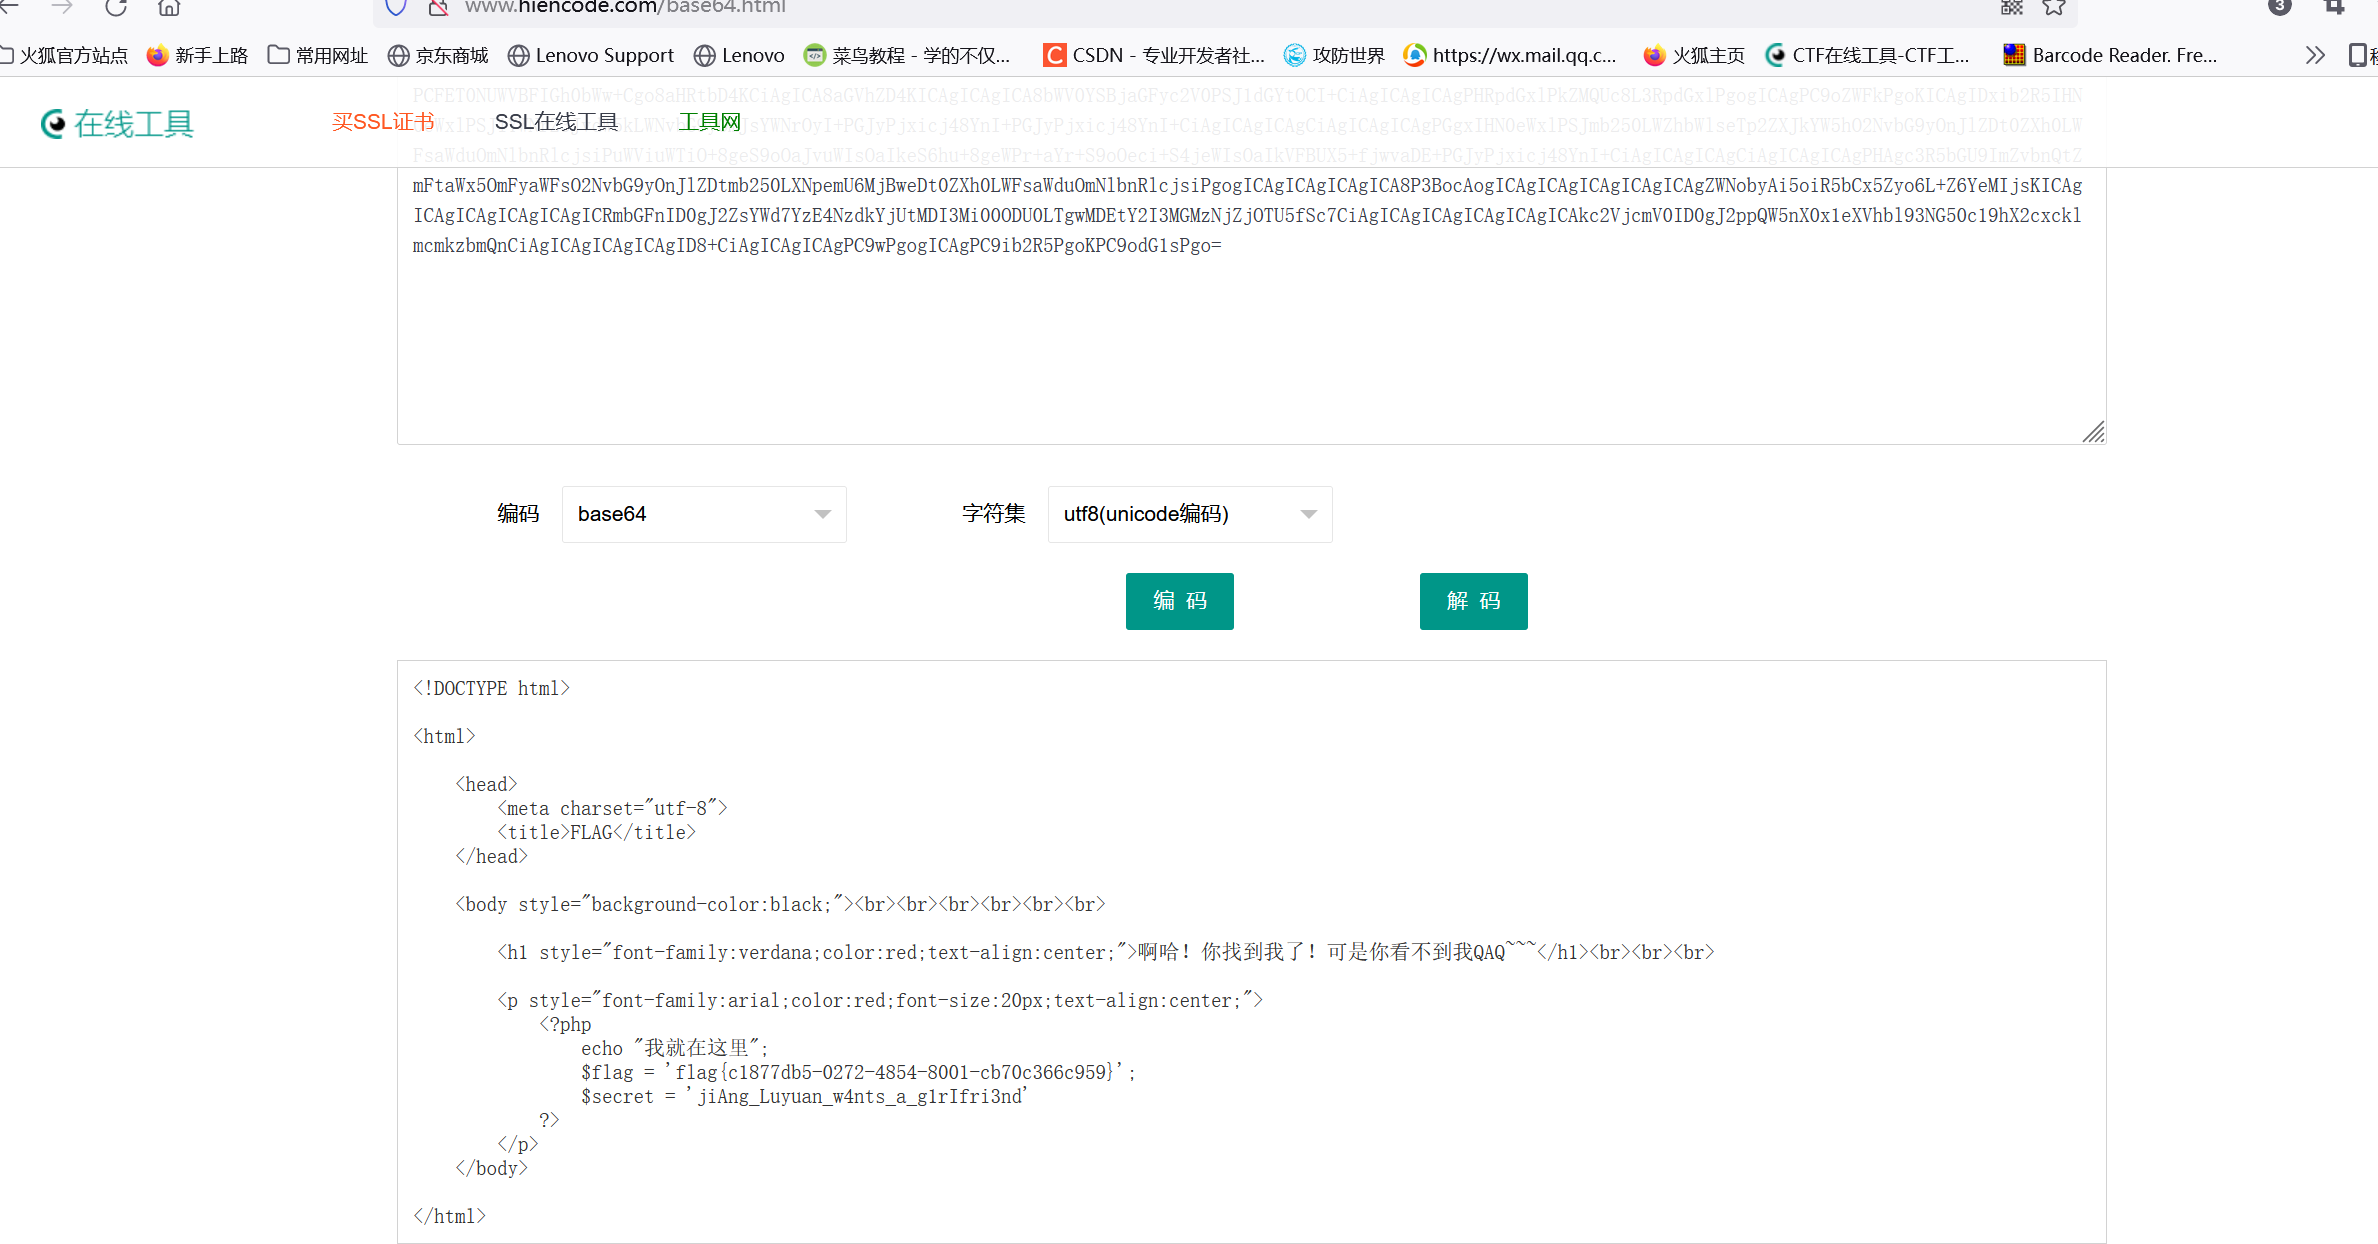 www.hiencode.com/base64.html
3
火狐官方站点 新手上路 常用网址 京东商城 Lenovo Support Lenovo 菜鸟教程 - 学的不仅... CSDN - 专业开发者社... 攻防世界 https://wx.mail.qq.c... 火狐主页 CTF在线工具-CTF工... Barcode Reader. Fre...
在线工具 买SSL证书 SSL在线工具 工具网
mFtaWx5OmFyaWFsO2NvbG9yOnJlZDtmb250LXNpemU6MjBweDt0ZXh0LWFsaWduOmNlbnRlcjsiPgogICAgICAgICAgICA8P3BocAogICAgICAgICAgICAgICAgZWNobyAi5oiR5bCx5Zyo6L+Z6YeMIjsKICAg
ICAgICAgICAgICAgICRmbGFnID0gJ2ZsYWd7YzE4NzdkYjUtMDI3Mi00ODU0LTgwMDEtY2I3MGMzNjZjOTU5fSc7CiAgICAgICAgICAgICAgICAkc2VjcmV0ID0gJ2ppQW5nX0x1eXVhbl93NG50c19hX2cxckl
mcmkzbmQnCiAgICAgICAgICAgID8+CiAgICAgICAgPC9wPgogICAgPC9ib2R5PgoKPC9odG1sPgo=
编码 base64 字符集 utf8(unicode编码)
编 码 解 码
<!DOCTYPE html>
<html>
<head>
<meta charset="utf-8">
<title>FLAG</title>
</head>
<body style="background-color:black;"><br><br><br><br><br><br>
<h1 style="font-family:verdana;color:red;text-align:center;">啊哈！你找到我了！可是你看不到我QAQ~~~</h1><br><br><br>
<p style="font-family:arial;color:red;font-size:20px;text-align:center;">
<?php
echo "我就在这里";
$flag = 'flag{c1877db5-0272-4854-8001-cb70c366c959}';
$secret = 'jiAng_Luyuan_w4nts_a_g1rIfri3nd'
?>
</p>
</body>
</html>